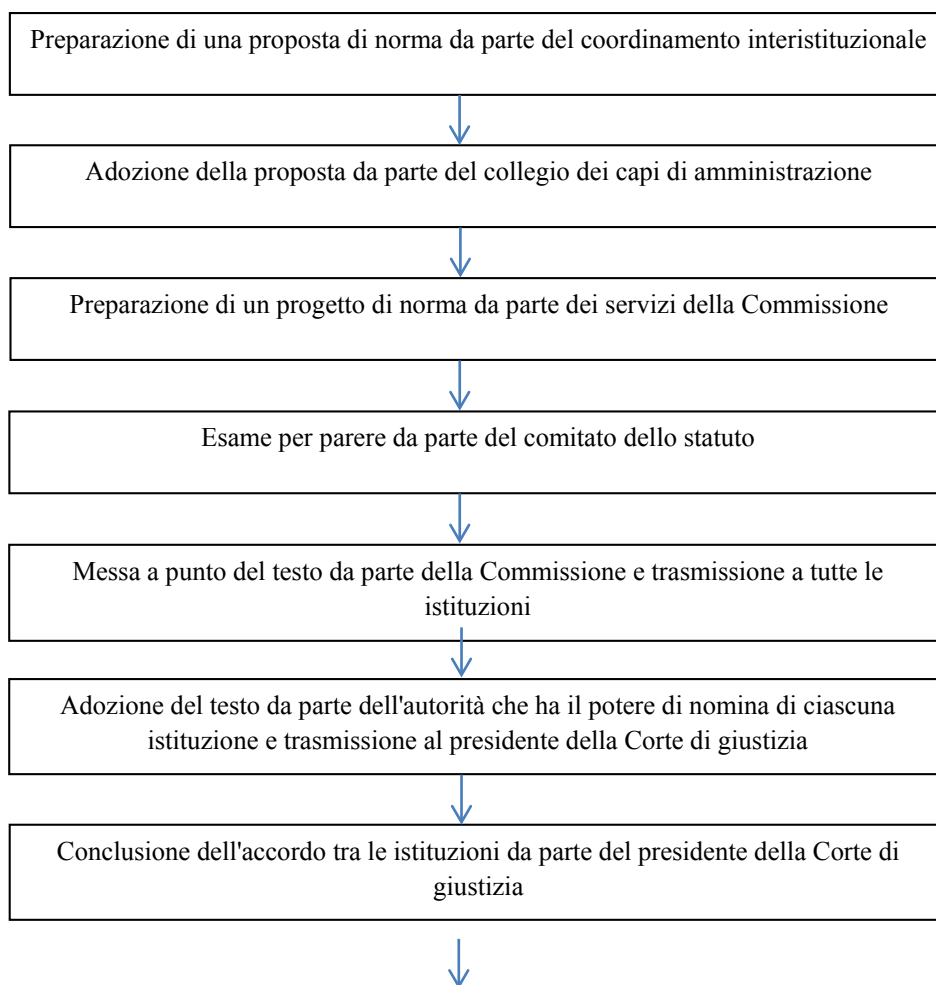 Preparazione di una proposta di norma da parte del coordinamento interistituzionale
Adozione della proposta da parte del collegio dei capi di amministrazione
Preparazione di un progetto di norma da parte dei servizi della Commissione
Esame per parere da parte del comitato dello statuto
Messa a punto del testo da parte della Commissione e trasmissione a tutte le
istituzioni
Adozione del testo da parte dell'autorità che ha il potere di nomina di ciascuna
istituzione e trasmissione al presidente della Corte di giustizia
Conclusione dell'accordo tra le istituzioni da parte del presidente della Corte di
giustizia